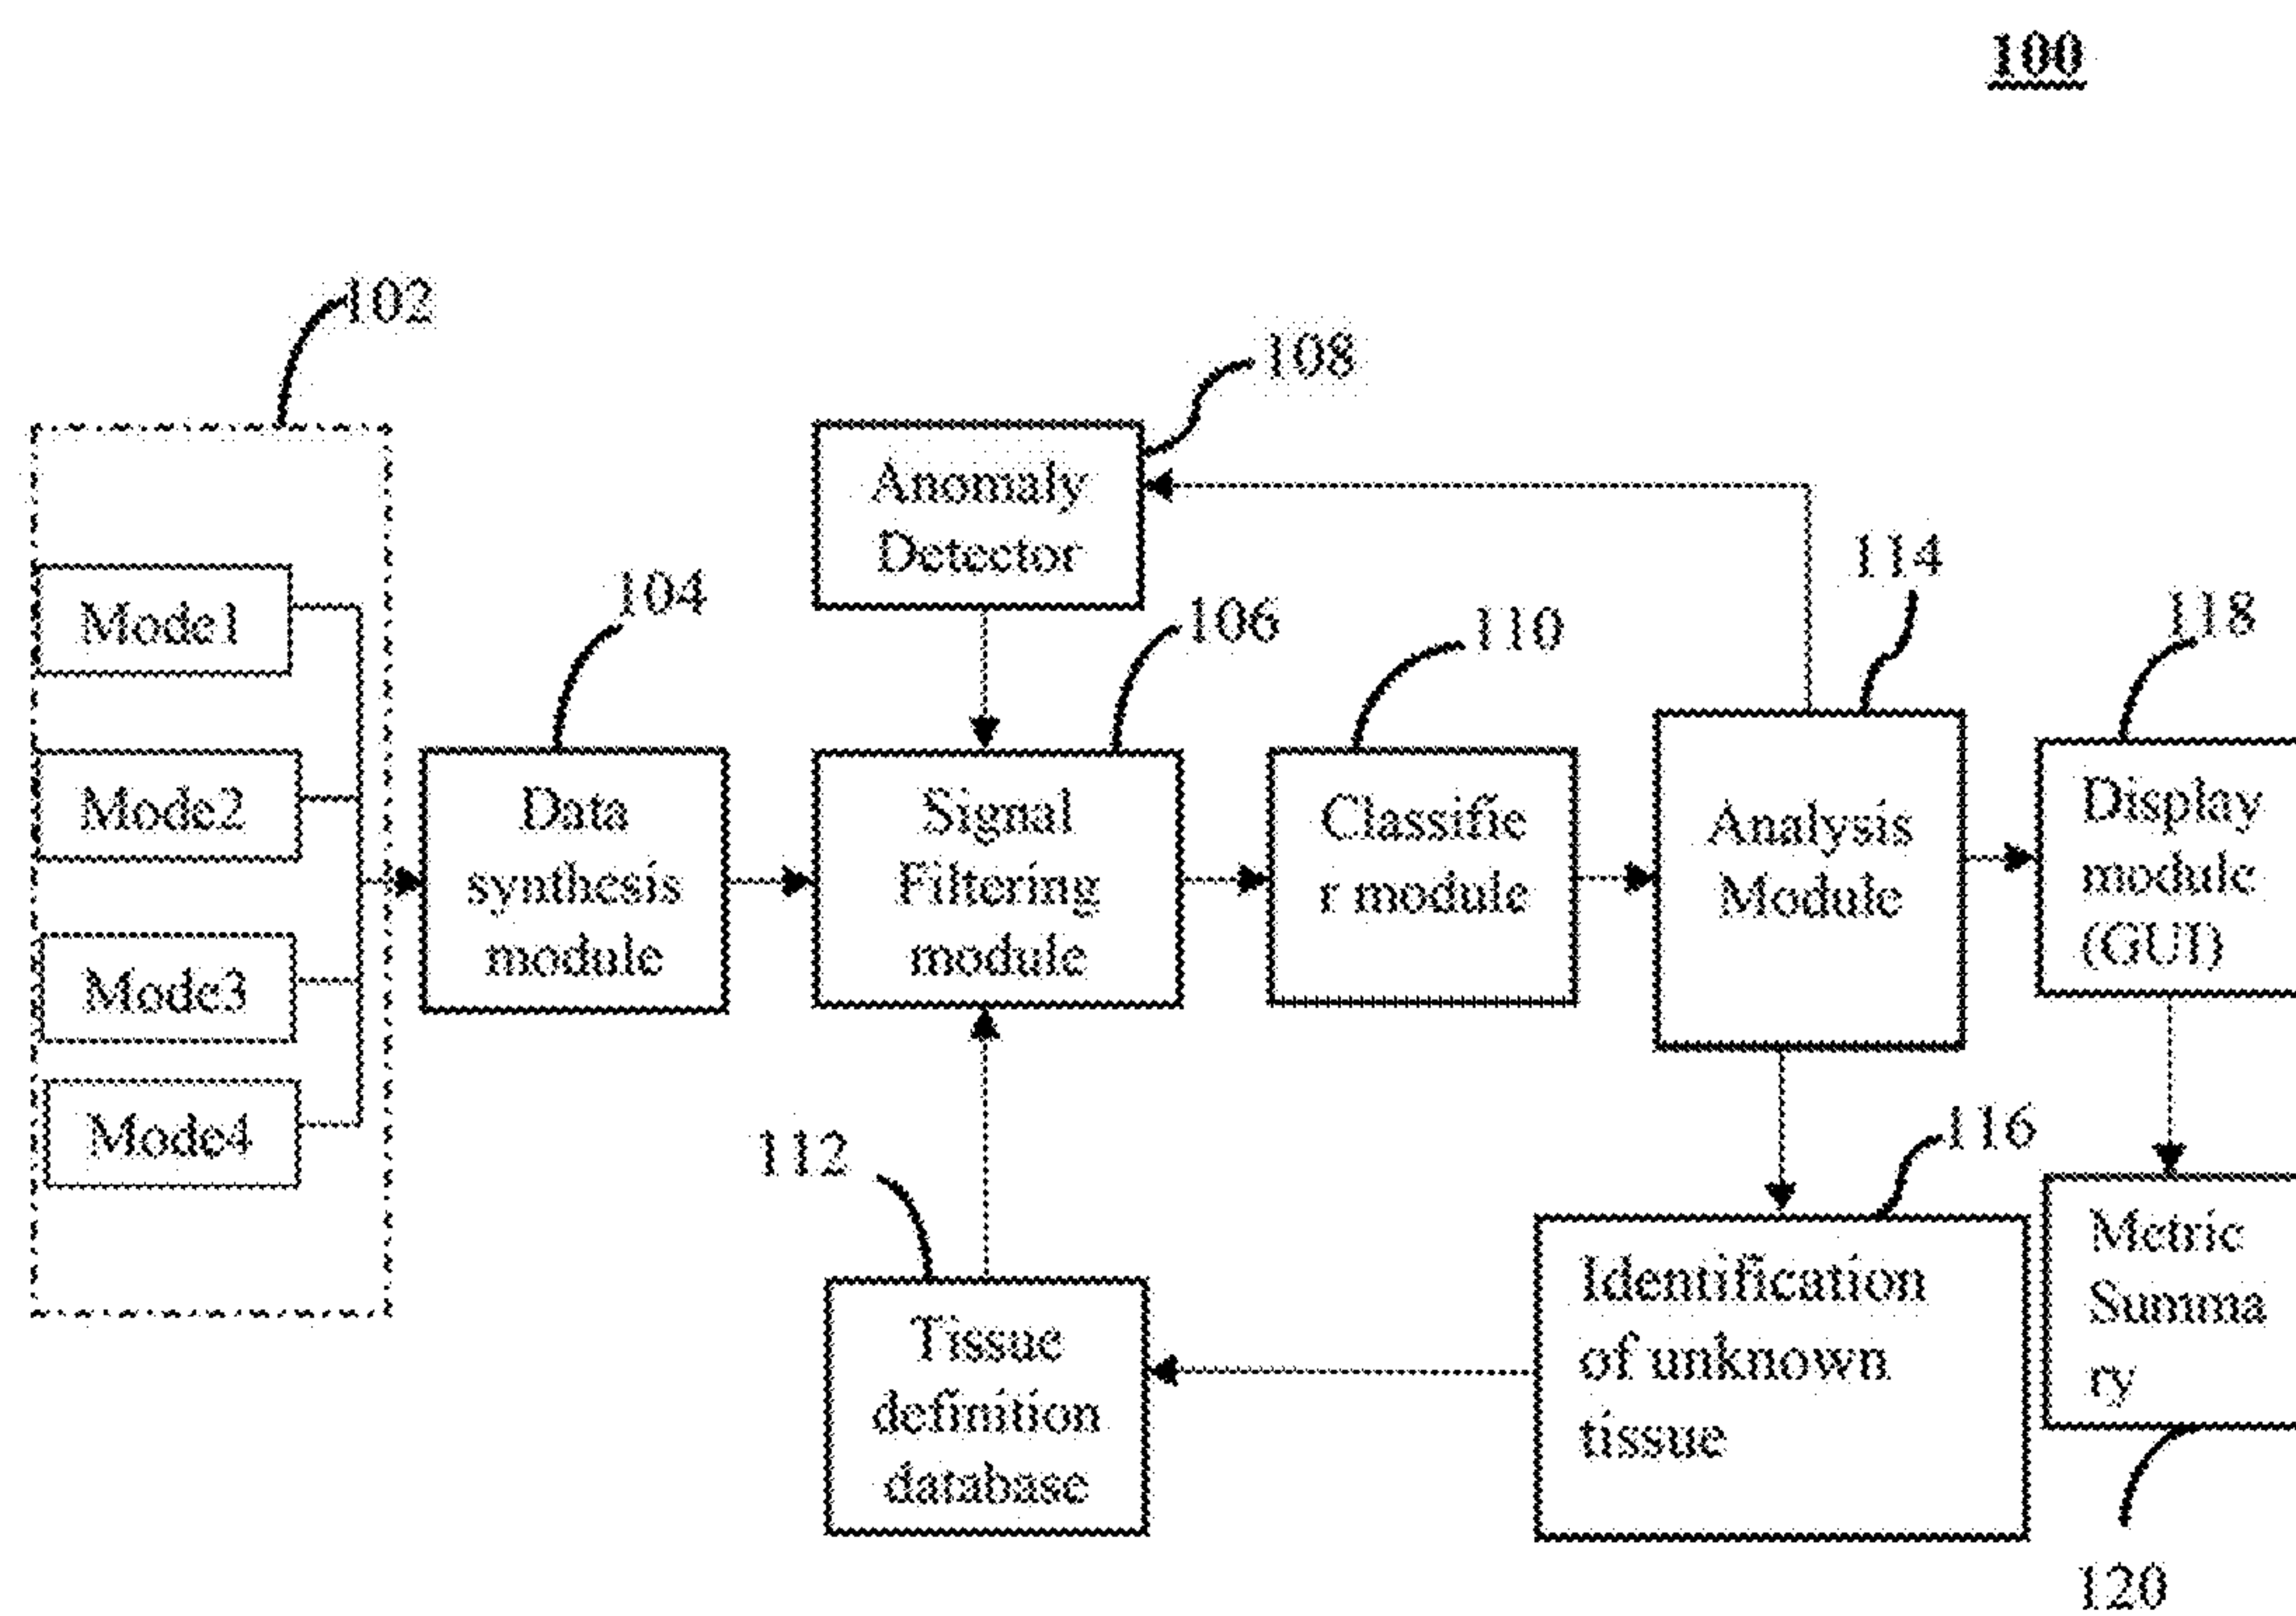 100
102
108
Anomaly
Detector
104
106
110
114
118
Mode1
Mode2
Mode3
Mode4
Data
synthesis
module
Signal
Filtering
module
Classifie
r module
Analysis
Module
Display
module
(GUI)
112
116
Tissue
definition
database
Identification
of unknown
tissue
Metric
Summa
ry
120